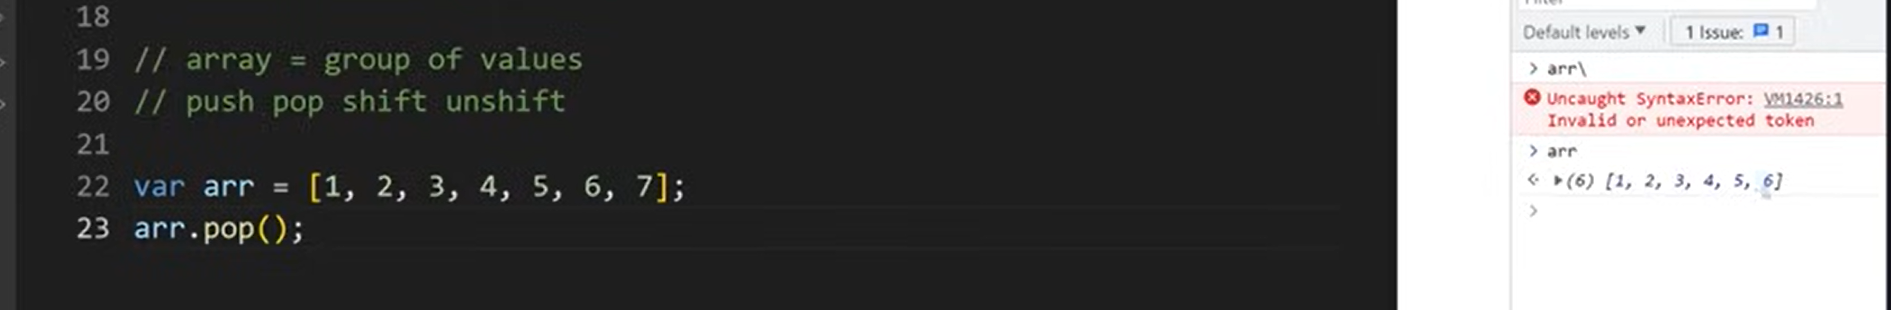 18
19 // array = group of values
20 // push pop shift unshift
21
22 var arr = [1, 2, 3, 4, 5, 6, 7];
23 arr.pop();
Default levels ▼ 1 Issue: 1
> arr\
Uncaught SyntaxError: VM1426:1
Invalid or unexpected token
> arr
(6) [1, 2, 3, 4, 5, 6]
>